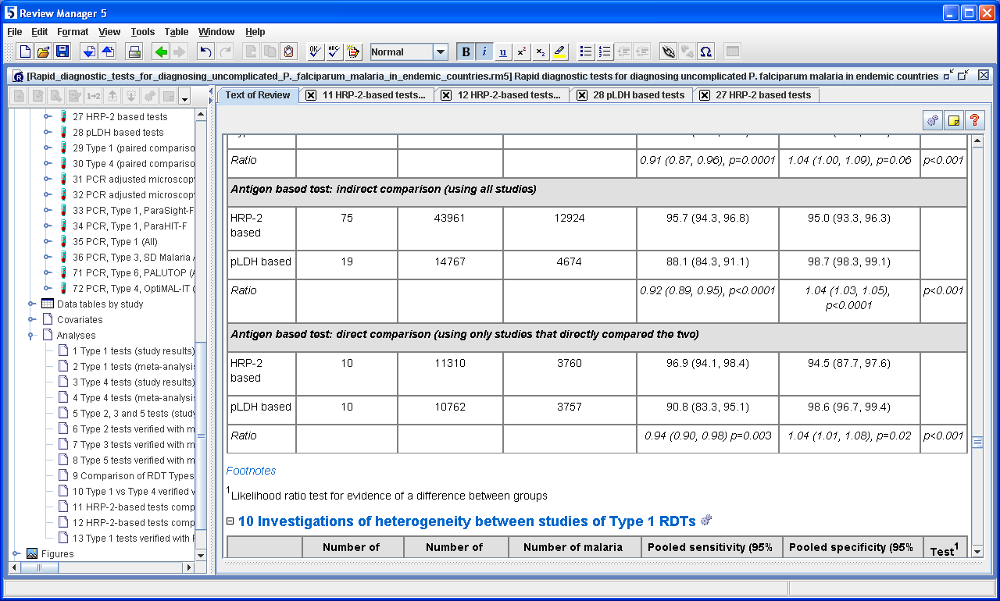 Review Manager 5
File Edit Format View Tools Table Window Help
Normal B i u x² x₂ Ω
[Rapid_diagnostic_tests_for_diagnosing_uncomplicated_P._falciparum_malaria_in_endemic_countries.rm5] Rapid diagnostic tests for diagnosing uncomplicated P. falciparum malaria in endemic countries
1→2
Text of Review 11 HRP-2-based tests... 12 HRP-2-based tests... 28 pLDH based tests 27 HRP-2 based tests
27 HRP-2 based tests
28 pLDH based tests
29 Type 1 (paired compariso
30 Type 4 (paired compariso
31 PCR adjusted microscop
32 PCR adjusted microscop
33 PCR, Type 1, ParaSight-F
34 PCR, Type 1, ParaHIT-F
35 PCR, Type 1 (All)
36 PCR, Type 3, SD Malaria
71 PCR, Type 6, PALUTOP (
72 PCR, Type 4, OptiMAL-IT (
Data tables by study
Covariates
Analyses
1 Type 1 tests (study results)
2 Type 1 tests (meta-analysi
3 Type 4 tests (study results)
4 Type 4 tests (meta-analysi
5 Type 2, 3 and 5 tests (stud
6 Type 2 tests verified with m
7 Type 3 tests verified with m
8 Type 5 tests verified with m
9 Comparison of RDT Types
10 Type 1 vs Type 4 verified v
11 HRP-2-based tests comp
12 HRP-2-based tests comp
13 Type 1 tests verified with
Figures
Ratio 0.91 (0.87, 0.96), p=0.0001 1.04 (1.00, 1.09), p=0.06 p<0.001
Antigen based test: indirect comparison (using all studies)
HRP-2 75 43961 12924 95.7 (94.3, 96.8) 95.0 (93.3, 96.3)
based
pLDH based 19 14767 4674 88.1 (84.3, 91.1) 98.7 (98.3, 99.1)
Ratio 0.92 (0.89, 0.95), p<0.0001 1.04 (1.03, 1.05), p<0.001
p<0.0001
Antigen based test: direct comparison (using only studies that directly compared the two)
HRP-2 10 11310 3760 96.9 (94.1, 98.4) 94.5 (87.7, 97.6)
based
pLDH based 10 10762 3757 90.8 (83.3, 95.1) 98.6 (96.7, 99.4)
Ratio 0.94 (0.90, 0.98) p=0.003 1.04 (1.01, 1.08), p=0.02 p<0.001
Footnotes
1Likelihood ratio test for evidence of a difference between groups
10 Investigations of heterogeneity between studies of Type 1 RDTs
Number of Number of Number of malaria Pooled sensitivity (95% Pooled specificity (95% Test1